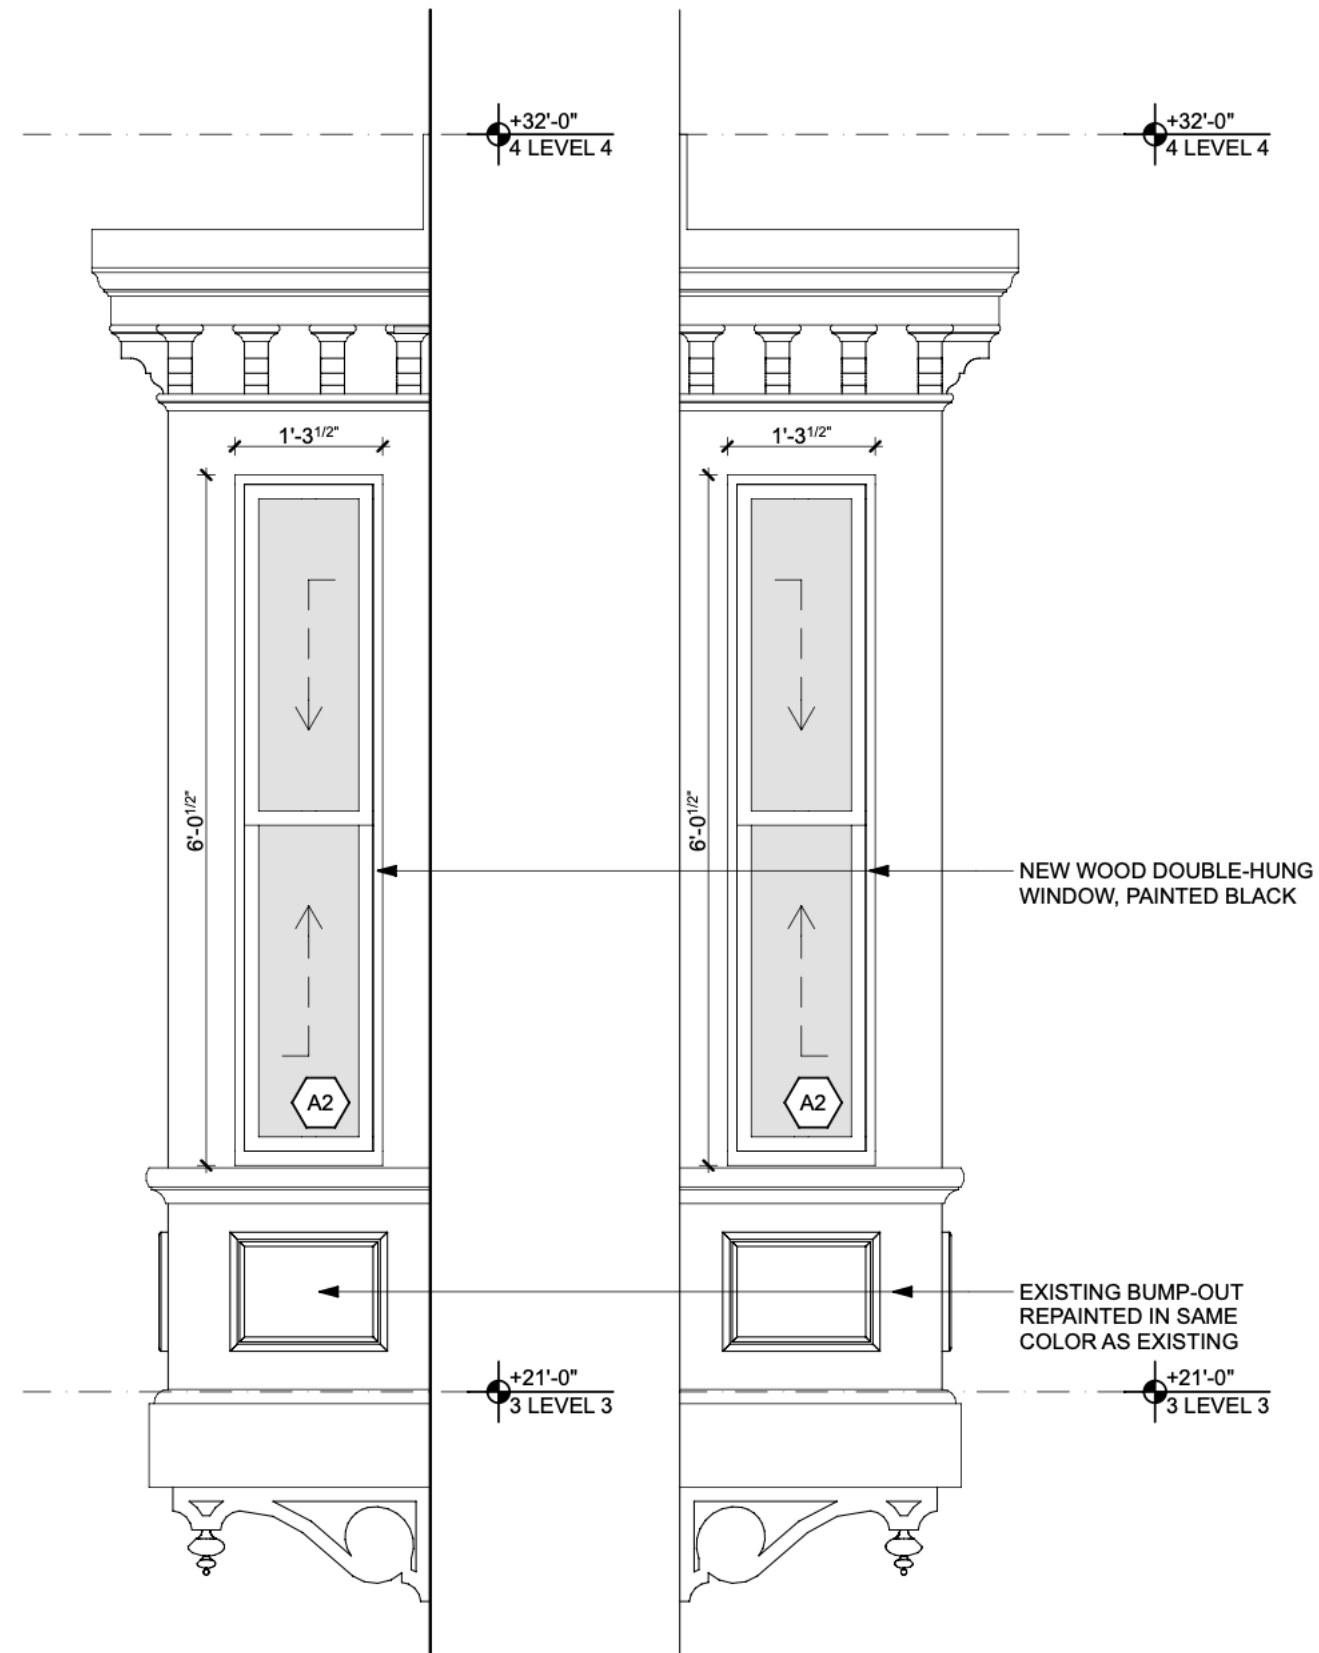 +32'-0"
4 LEVEL 4
+32'-0"
4 LEVEL 4
1'-3 1/2"
1'-3 1/2"
6'-0 1/2"
6'-0 1/2"
NEW WOOD DOUBLE-HUNG
WINDOW, PAINTED BLACK
A2
A2
EXISTING BUMP-OUT
REPAINTED IN SAME
COLOR AS EXISTING
+21'-0"
3 LEVEL 3
+21'-0"
3 LEVEL 3